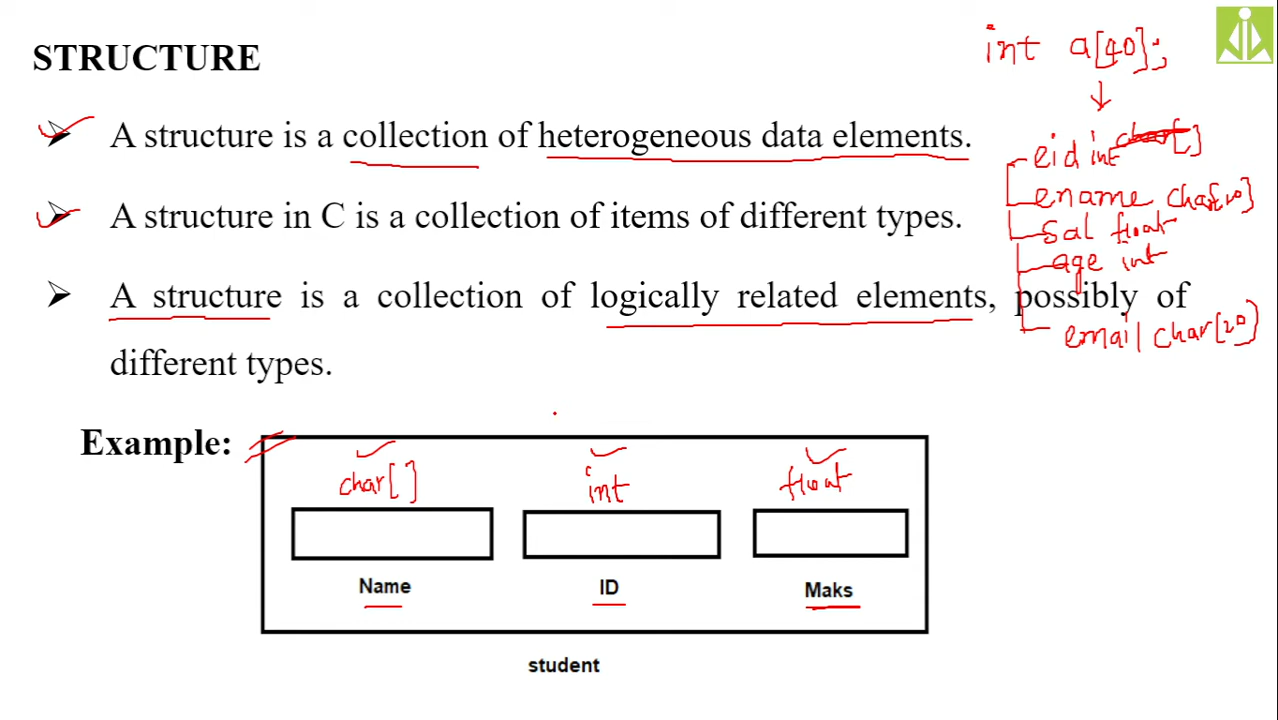 STRUCTURE
int a[40];
➢ A structure is a collection of heterogeneous data elements.
eid int char[]
➢ A structure in C is a collection of items of different types.
ename char[20]
sal float
age int
➢ A structure is a collection of logically related elements, possibly of
different types.
email char[20]
Example:
char[] int float
Name ID Maks
student